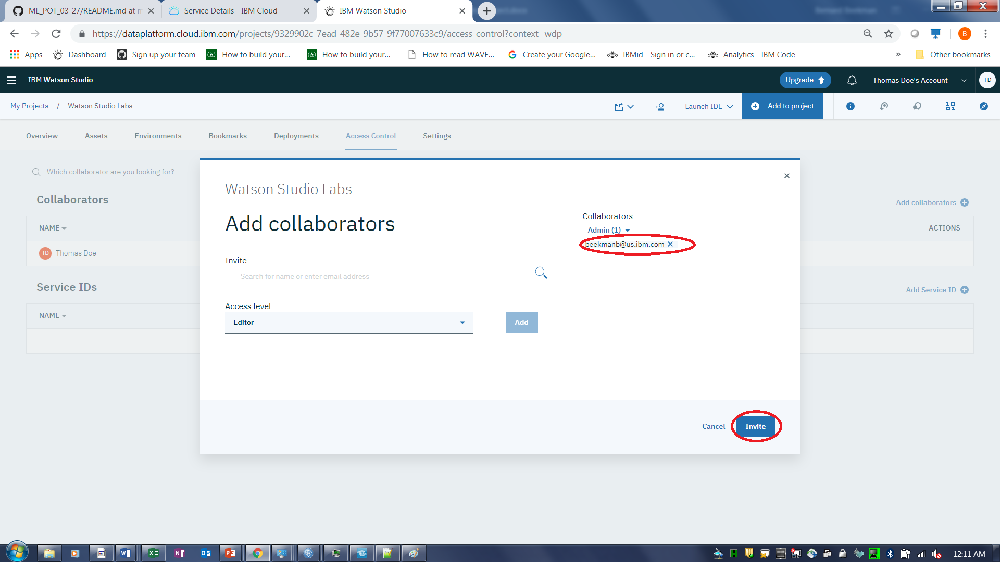 ML_POT_03-27/README.md at m
Service Details - IBM Cloud
IBM Watson Studio
https://dataplatform.cloud.ibm.com/projects/9329902c-7ead-482e-9b57-9f77007633c9/access-control?context=wdp
B
Apps
Dashboard
Sign up your team
How to build your...
How to build your...
How to read WAVE...
Create your Google...
IBMid - Sign in or c...
Analytics - IBM Code
»
Other bookmarks
IBM Watson Studio
Upgrade
Thomas Doe's Account
TD
My Projects / Watson Studio Labs
Launch IDE
Add to project
Overview
Assets
Environments
Bookmarks
Deployments
Access Control
Settings
Which collaborator are you looking for?
Collaborators
Add collaborators
NAME
ACTIONS
TD Thomas Doe
Service IDs
Add Service ID
NAME
Watson Studio Labs
Add collaborators
Invite
Search for name or enter email address
Access level
Editor
Add
Collaborators
Admin (1)
beekmanb@us.ibm.com
Cancel
Invite
12:11 AM